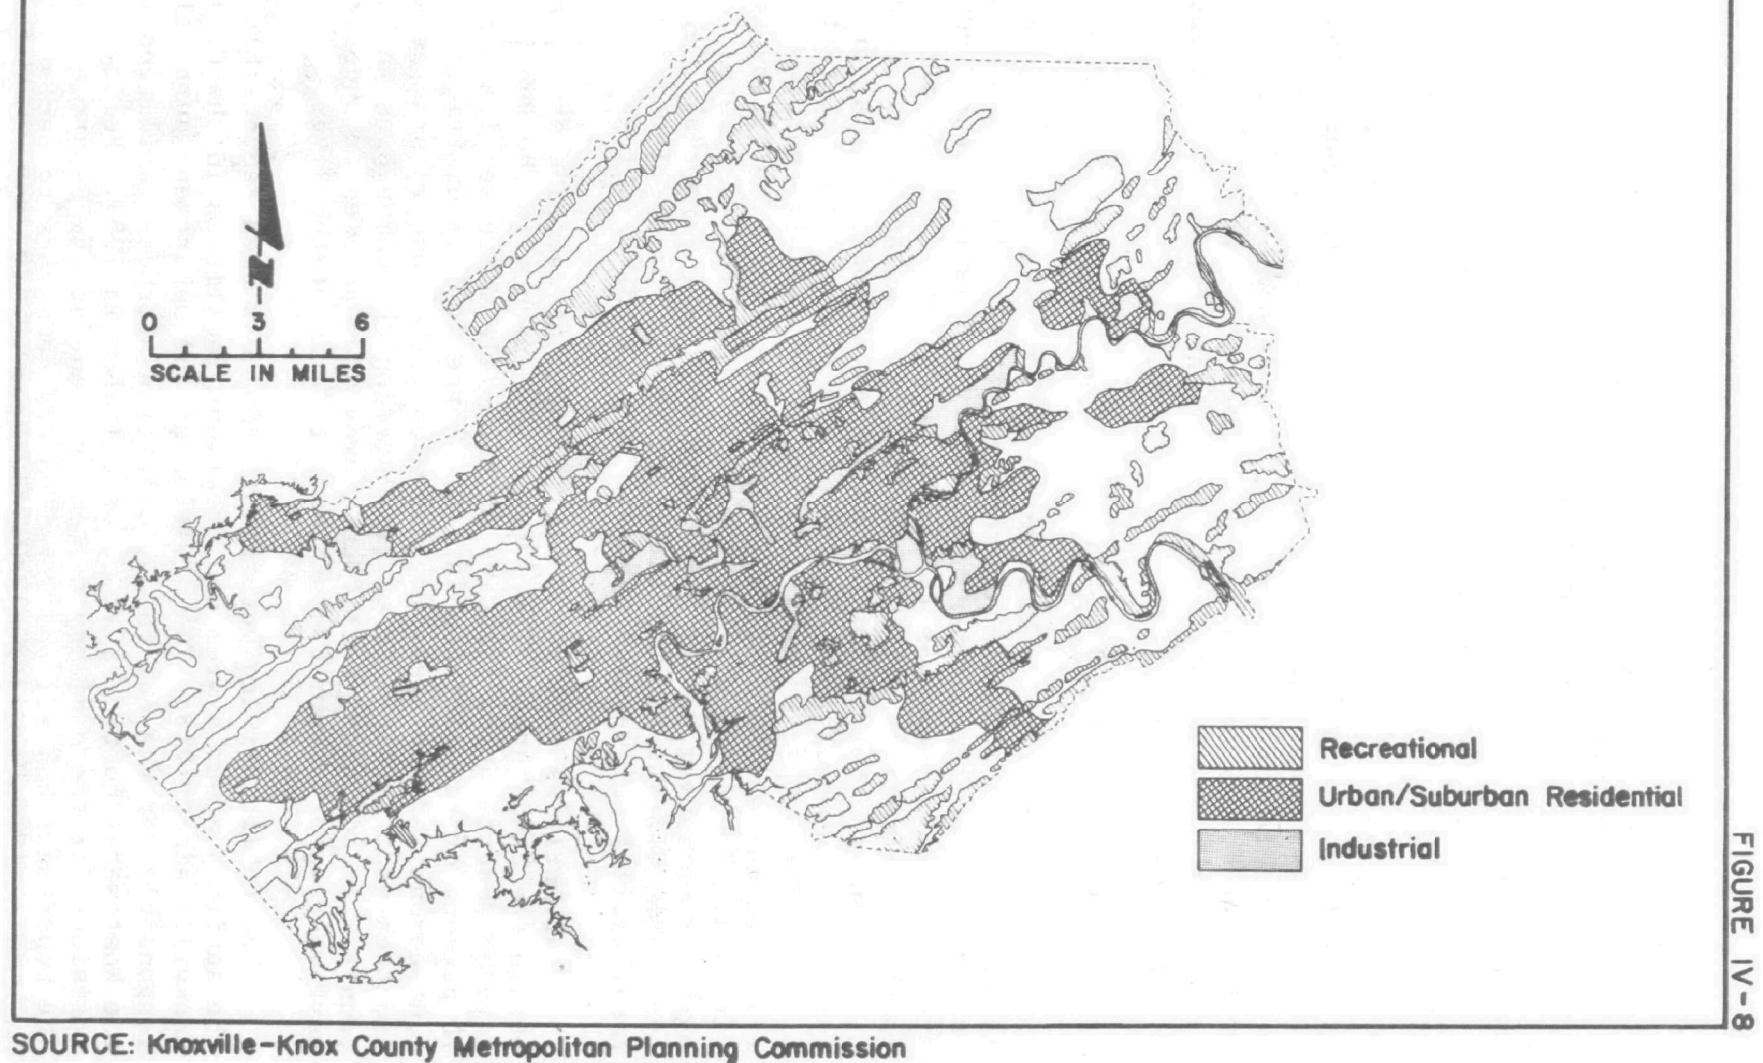 N
0 3 6
SCALE IN MILES
Recreational
Urban/Suburban Residential
Industrial
FIGURE IV-8
SOURCE: Knoxville-Knox County Metropolitan Planning Commission